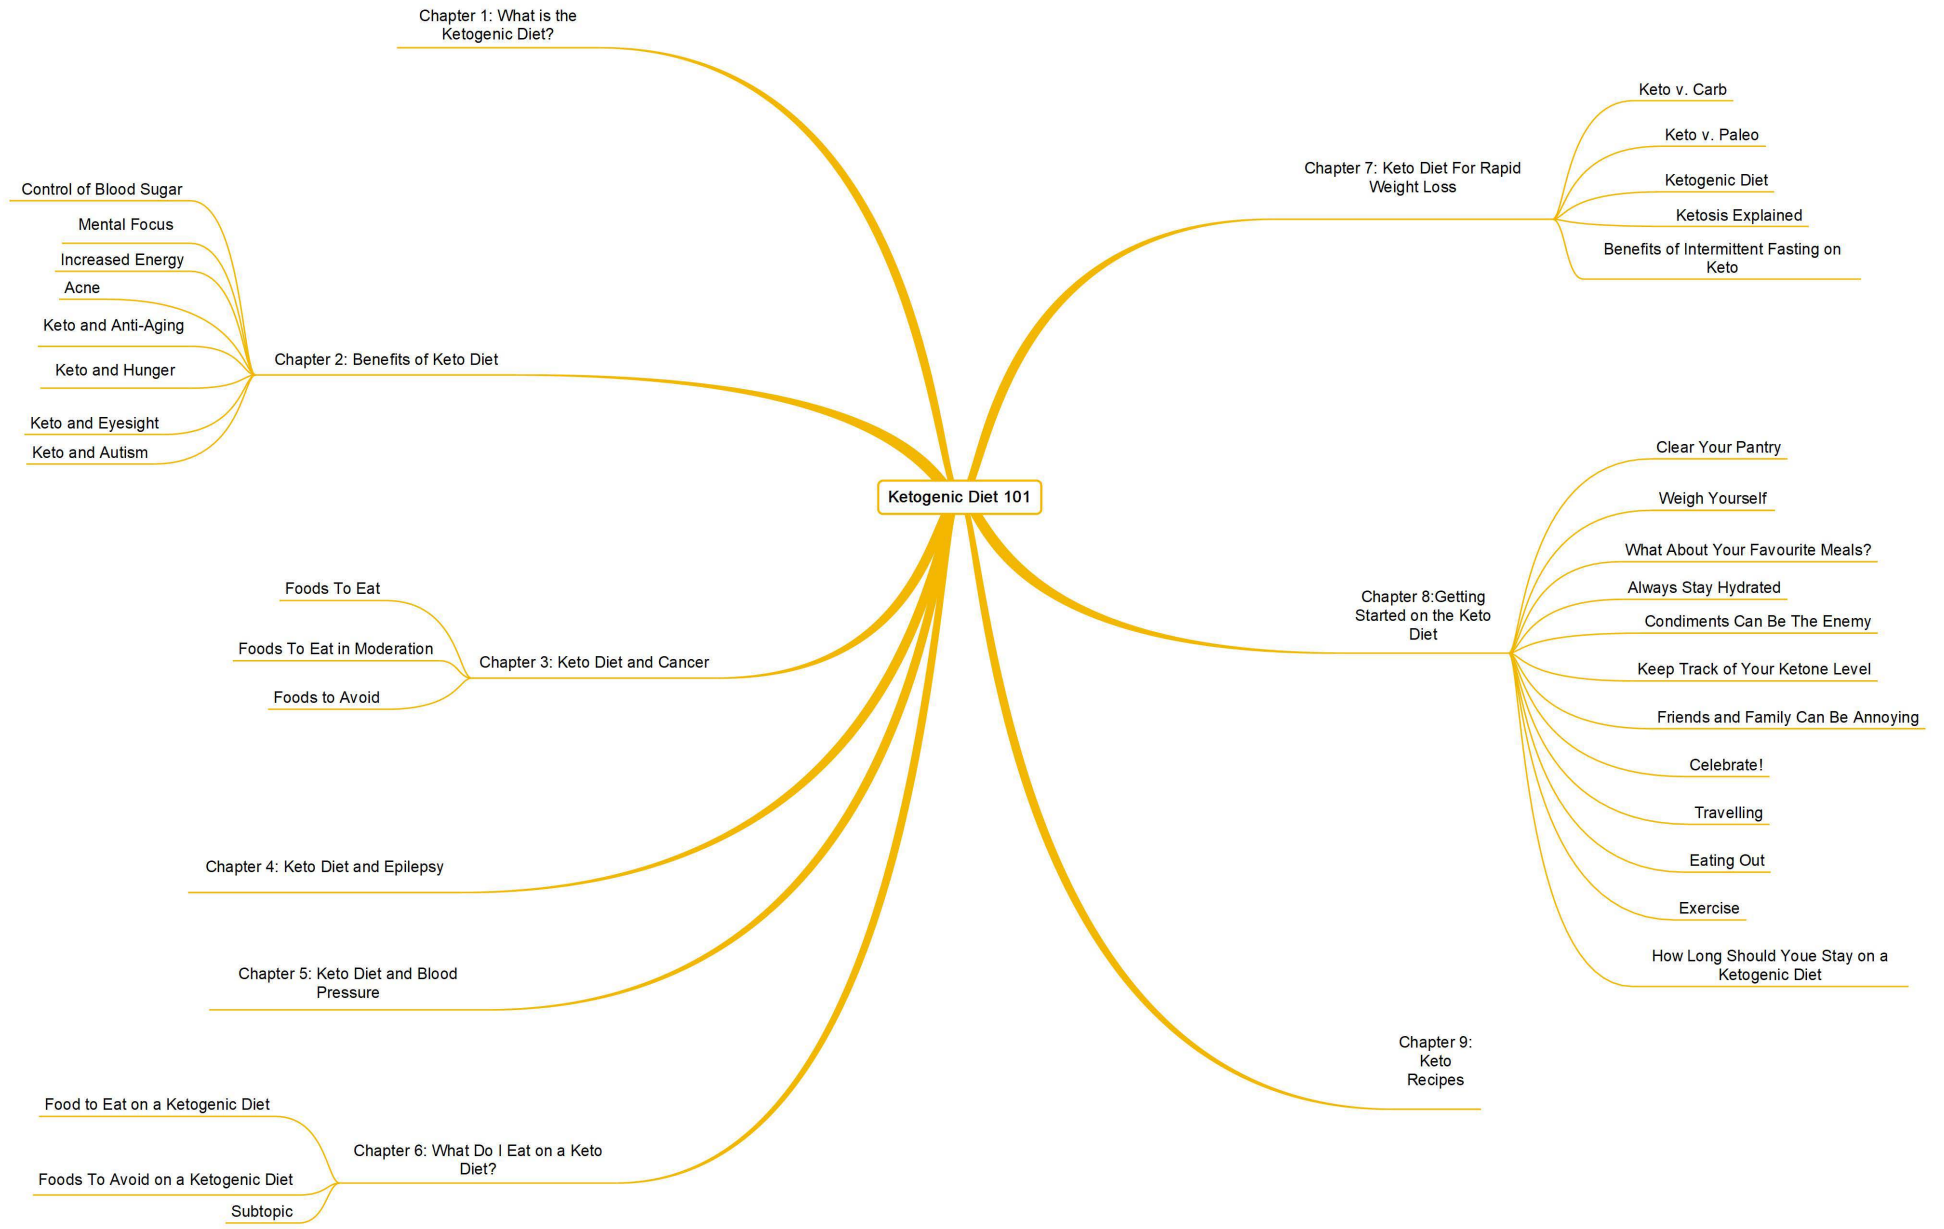 Chapter 1: What is the
Ketogenic Diet?
Chapter 2: Benefits of Keto Diet
Control of Blood Sugar
Mental Focus
Increased Energy
Acne
Keto and Anti-Aging
Keto and Hunger
Keto and Eyesight
Keto and Autism
Ketogenic Diet 101
Chapter 3: Keto Diet and Cancer
Foods To Eat
Foods To Eat in Moderation
Foods to Avoid
Chapter 4: Keto Diet and Epilepsy
Chapter 5: Keto Diet and Blood
Pressure
Chapter 6: What Do I Eat on a Keto
Diet?
Food to Eat on a Ketogenic Diet
Foods To Avoid on a Ketogenic Diet
Subtopic
Chapter 7: Keto Diet For Rapid
Weight Loss
Keto v. Carb
Keto v. Paleo
Ketogenic Diet
Ketosis Explained
Benefits of Intermittent Fasting on
Keto
Chapter 8:Getting
Started on the Keto
Diet
Clear Your Pantry
Weigh Yourself
What About Your Favourite Meals?
Always Stay Hydrated
Condiments Can Be The Enemy
Keep Track of Your Ketone Level
Friends and Family Can Be Annoying
Celebrate!
Travelling
Eating Out
Exercise
How Long Should Youe Stay on a
Ketogenic Diet
Chapter 9:
Keto
Recipes